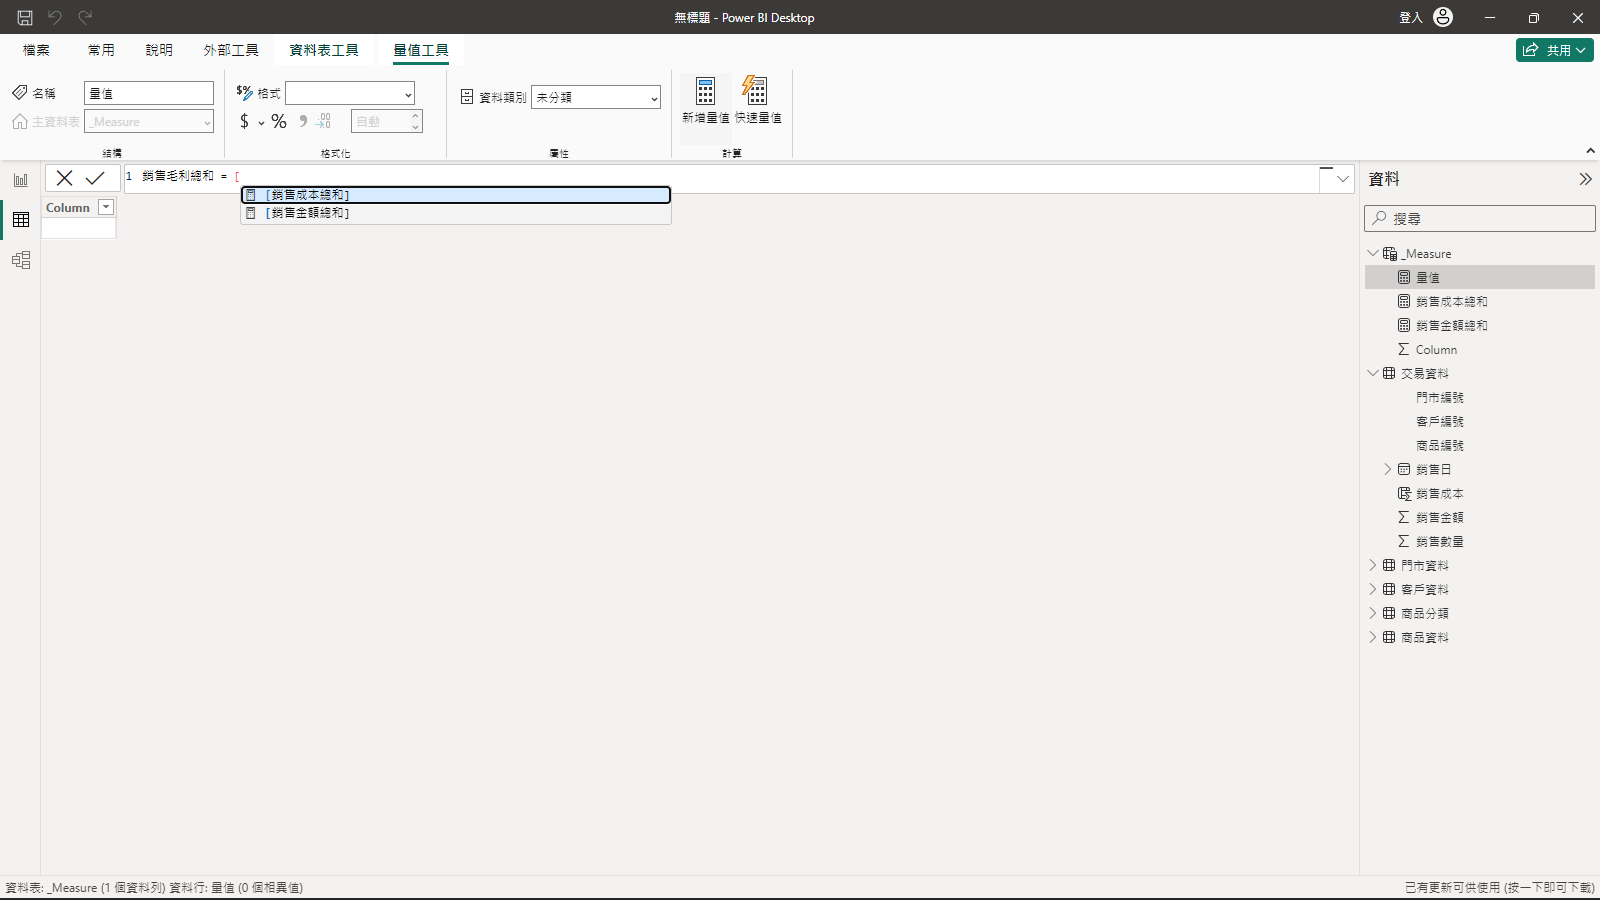 無標題 - Power BI Desktop
登入
檔案 常用 說明 外部工具 資料表工具 量值工具
共用
名稱 量值
主資料表 _Measure
結構
$% 格式
$ % 9 .00 自動
格式化
資料類別 未分類
屬性
新增量值 快速量值
計算
1 銷售毛利總和 = [
[銷售成本總和]
[銷售金額總和]
Column
資料
搜尋
_Measure
量值
銷售成本總和
銷售金額總和
Column
交易資料
門市編號
客戶編號
商品編號
銷售日
銷售成本
銷售金額
銷售數量
門市資料
客戶資料
商品分類
商品資料
資料表: _Measure (1 個資料列) 資料行: 量值 (0 個相異值)
已有更新可供使用 (按一下即可下載)